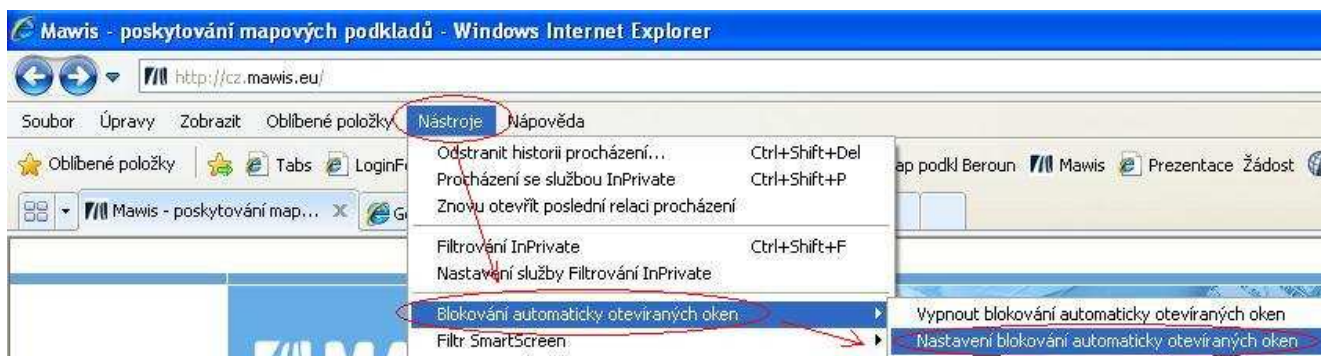 Mawis - poskytování mapových podkladů - Windows Internet Explorer
http://cz.mawis.eu/
Soubor Úpravy Zobrazit Oblíbené položky Nástroje Nápověda
Oblíbené položky Tabs LoginF ap podkl Beroun Mawis Prezentace Žádost
Mawis - poskytování map... X G
Odstranit historii procházení... Ctrl+Shift+Del
Procházení se službou InPrivate Ctrl+Shift+P
Znovu otevřít poslední relaci procházení
Filtrování InPrivate Ctrl+Shift+F
Nastavení služby Filtrování InPrivate
Blokování automaticky otevíraných oken
Filtr SmartScreen
Vypnout blokování automaticky otevíraných oken
Nastavení blokování automaticky otevíraných oken